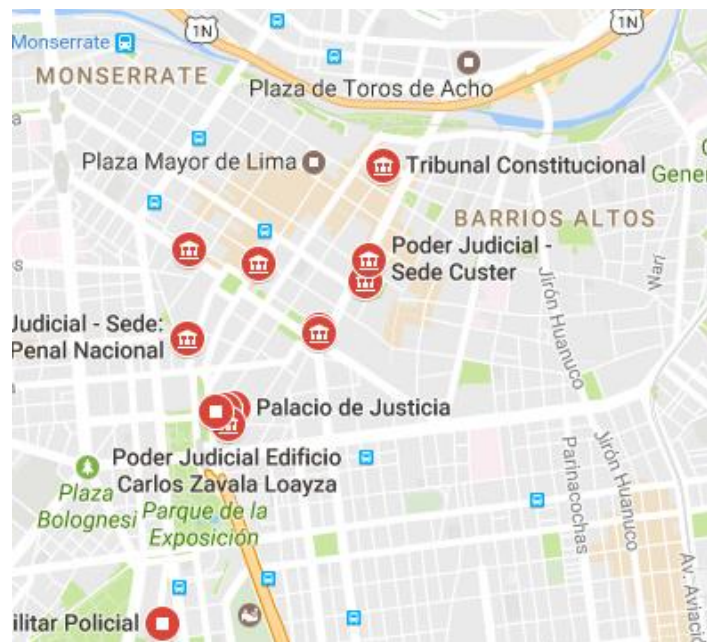 1N
1N
Monserrate
MONSERRATE
Plaza de Toros de Acho
Plaza Mayor de Lima
Tribunal Constitucional
Gener
BARRIOS ALTOS
Poder Judicial -
Sede Custer
Jirón Huanuco
Judicial - Sede:
Penal Nacional
Palacio de Justicia
Poder Judicial Edificio
Carlos Zavala Loayza
Plaza
Bolognesi
Parque de la
Exposición
Parinacochas
Jirón Huanuco
Av. Aviació
ilitar Policial